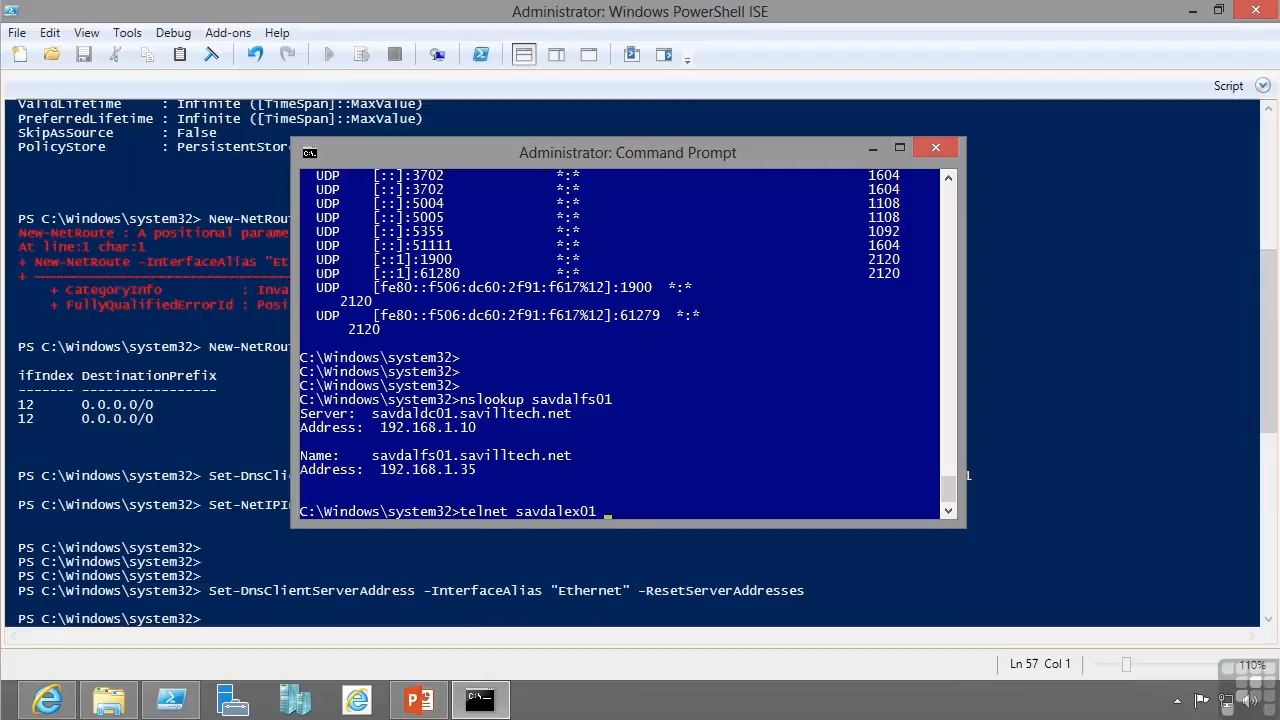 Administrator: Windows PowerShell ISE
File Edit View Tools Debug Add-ons Help
Script
ValidLifetime : Infinite ([TimeSpan]::MaxValue)
PreferredLifetime : Infinite ([TimeSpan]::MaxValue)
SkipAsSource : False
PolicyStore : PersistentStor
PS C:\Windows\system32> New-NetRout
New-NetRoute : A positional parame
At line:1 char:1
+ New-NetRoute -InterfaceAlias "Et
+ ~~~~~~~~~~~~~~~~~~~~~~~~~~~~~~~~
+ CategoryInfo : Inva
+ FullyQualifiedErrorId : Posi
PS C:\Windows\system32> New-NetRout
ifIndex DestinationPrefix
------- -----------------
12 0.0.0.0/0
12 0.0.0.0/0
PS C:\Windows\system32> Set-DnsClie
1
PS C:\Windows\system32> Set-NetIPIn
PS C:\Windows\system32>
PS C:\Windows\system32>
PS C:\Windows\system32>
PS C:\Windows\system32> Set-DnsClientServerAddress -InterfaceAlias "Ethernet" -ResetServerAddresses
PS C:\Windows\system32>
Administrator: Command Prompt
UDP [::]:3702 *:* 1604
UDP [::]:3702 *:* 1604
UDP [::]:5004 *:* 1108
UDP [::]:5005 *:* 1108
UDP [::]:5355 *:* 1092
UDP [::]:51111 *:* 1604
UDP [::1]:1900 *:* 2120
UDP [::1]:61280 *:* 2120
UDP [fe80::f506:dc60:2f91:f617%12]:1900 *:*
2120
UDP [fe80::f506:dc60:2f91:f617%12]:61279 *:*
2120
C:\Windows\system32>
C:\Windows\system32>
C:\Windows\system32>
C:\Windows\system32>nslookup savdalfs01
Server: savdaldc01.savilltech.net
Address: 192.168.1.10
Name: savdalfs01.savilltech.net
Address: 192.168.1.35
C:\Windows\system32>telnet savdalex01
Ln 57 Col 1
110%